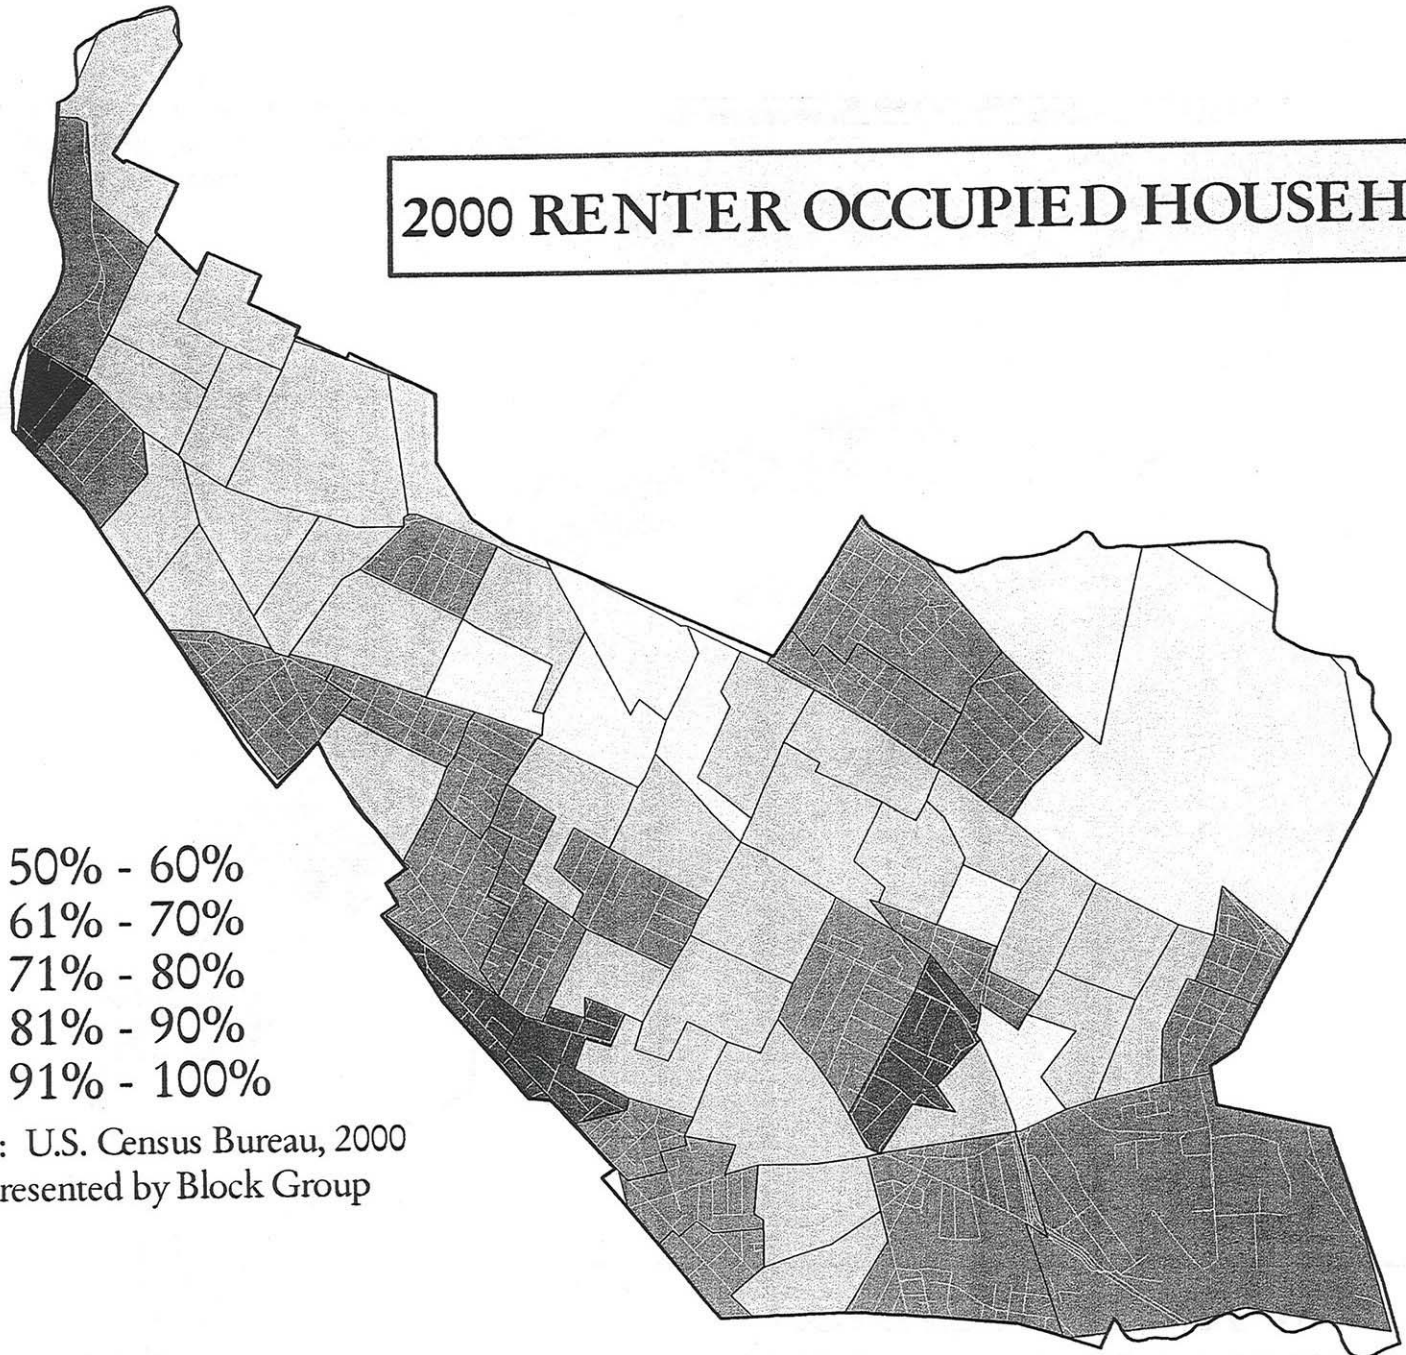 2000 RENTER OCCUPIED HOUSEH
50% - 60%
61% - 70%
71% - 80%
81% - 90%
91% - 100%
: U.S. Census Bureau, 2000
resented by Block Group